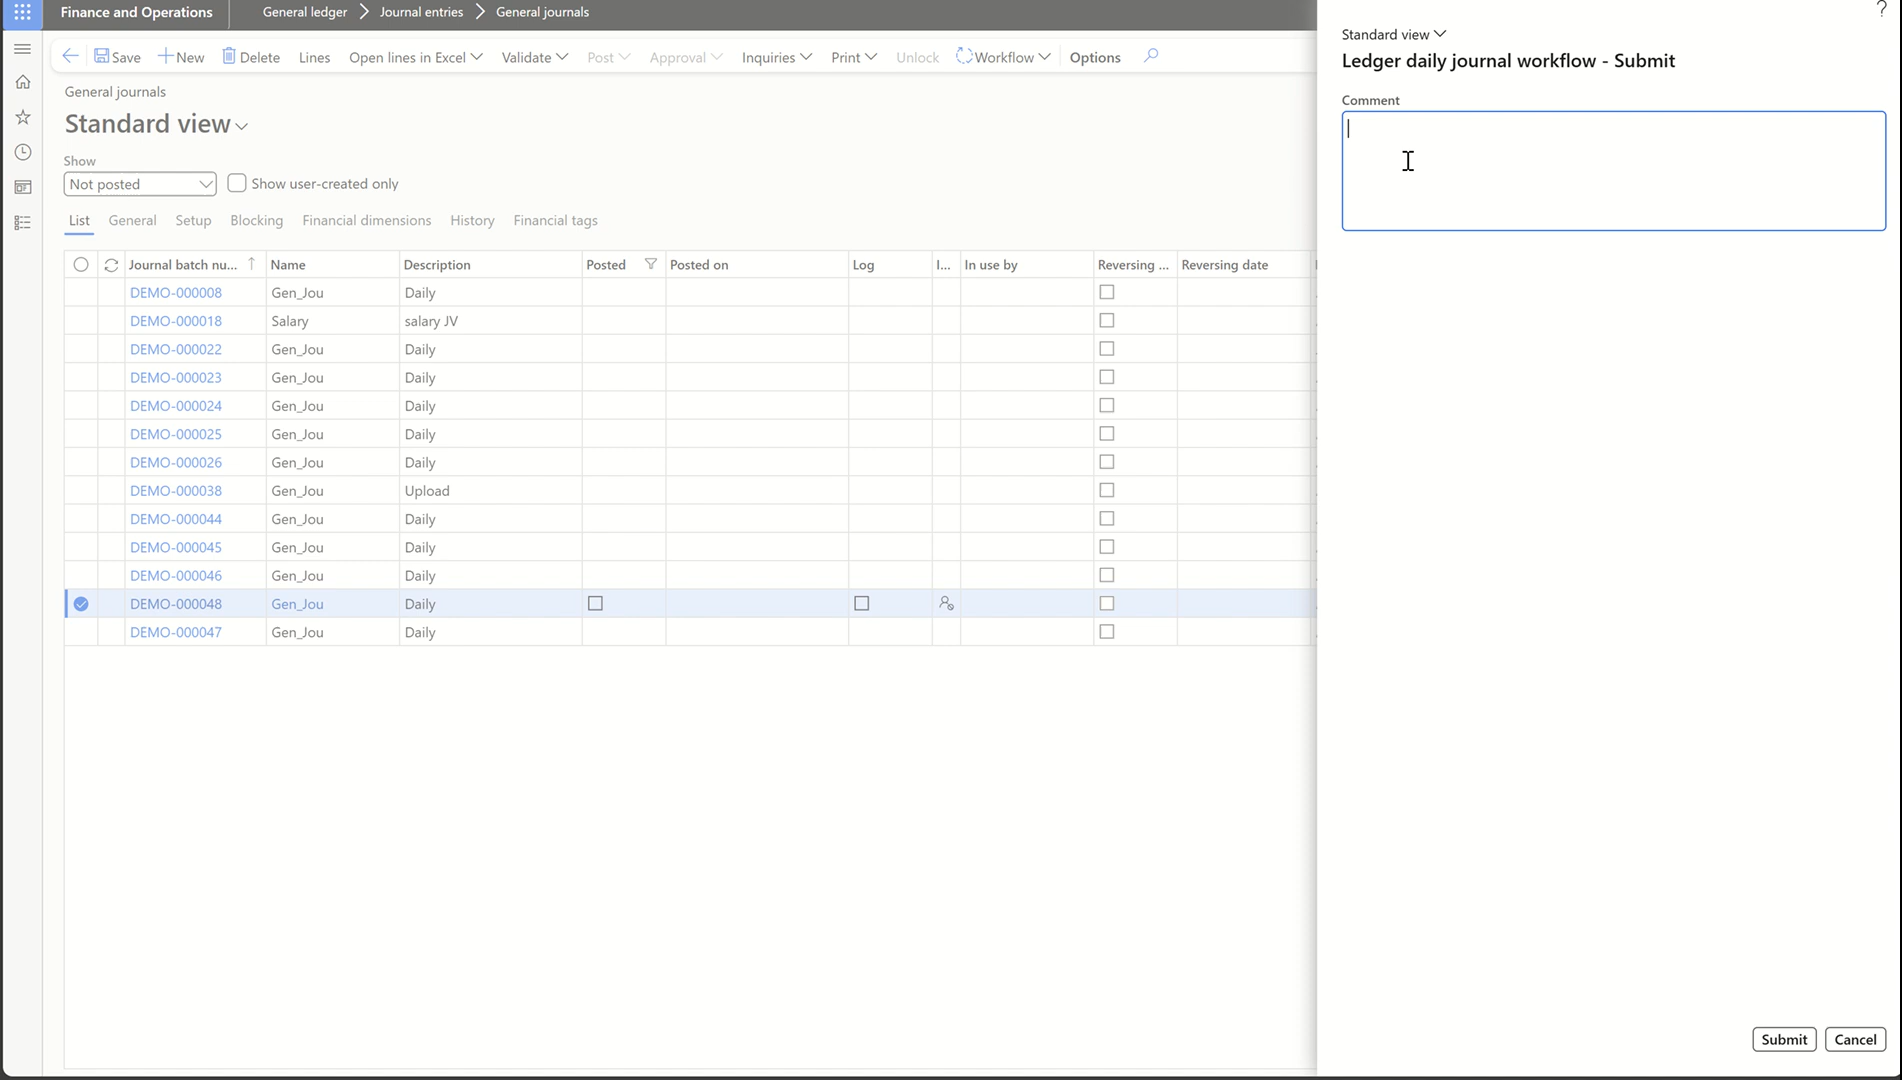 Finance and Operations General ledger Journal entries General journals ?
Save New Delete Lines Open lines in Excel Validate Post Approval Inquiries Print Unlock Workflow Options
Standard view
Ledger daily journal workflow - Submit
Comment
General journals
Standard view
Show
Not posted Show user-created only
List General Setup Blocking Financial dimensions History Financial tags
Journal batch nu... Name Description Posted Posted on Log I... In use by Reversing ... Reversing date
DEMO-000008 Gen_Jou Daily
DEMO-000018 Salary salary JV
DEMO-000022 Gen_Jou Daily
DEMO-000023 Gen_Jou Daily
DEMO-000024 Gen_Jou Daily
DEMO-000025 Gen_Jou Daily
DEMO-000026 Gen_Jou Daily
DEMO-000038 Gen_Jou Upload
DEMO-000044 Gen_Jou Daily
DEMO-000045 Gen_Jou Daily
DEMO-000046 Gen_Jou Daily
DEMO-000048 Gen_Jou Daily
DEMO-000047 Gen_Jou Daily
Submit Cancel